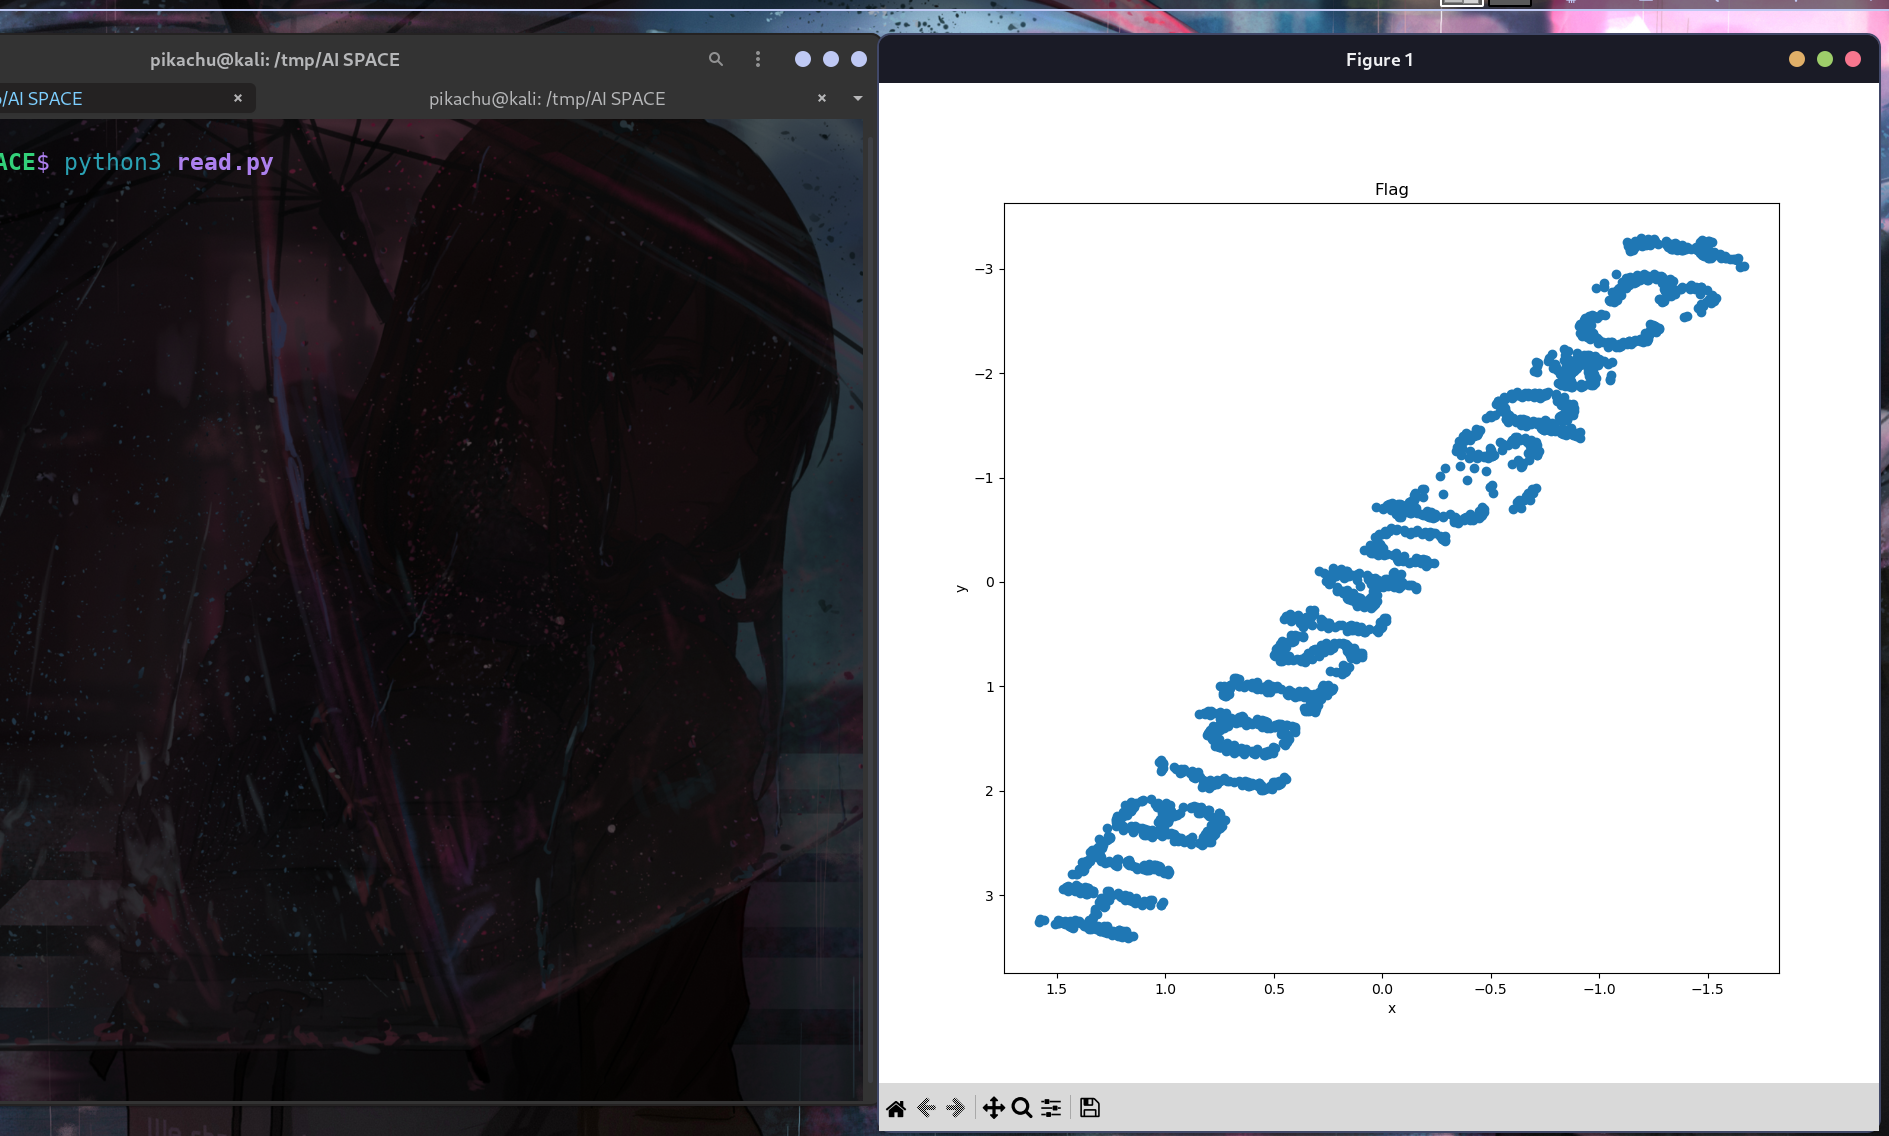 pikachu@kali: /tmp/AI SPACE
/AI SPACE
pikachu@kali: /tmp/AI SPACE
ACE$ python3 read.py
Figure 1
Flag
−3
−2
−1
0
1
2
3
y
1.5
1.0
0.5
0.0
−0.5
−1.0
−1.5
x